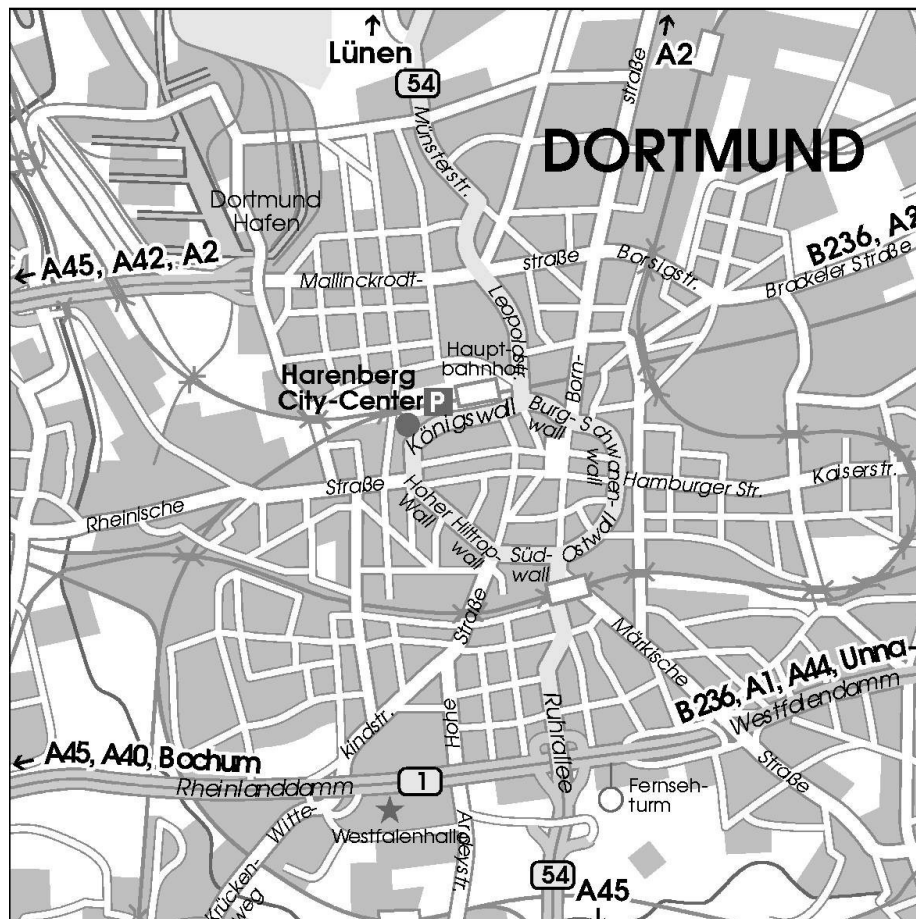 ↑
Lünen
↑
A2
54
straße
DORTMUND
Münsterstr.
Dortmund
Hafen
B236, A2
← A45, A42, A2
Mallinckrodt-
straße
Borsigstr.
Brackeler Straße
Leopoldstr.
Haupt-
bahnhof
Born-
Harenberg
City-Center
P
Königswall
Burg-
wall
Schwanen-
wall
Straße
Hamburger Str.
Kaiserstr.
Rheinische
Hoher
Wall
Hiltrop-
wall
Süd-
wall
Ostwall
Straße
Märkische
B236, A1, A44, Unna-
Westfalendamm
kindstr.
Hohe
Ruhrallee
← A45, A40, Bochum
Rheinlanddamm
1
Straße
Fernseh-
turm
Witte-
Westfalenhalle
Ardeystr.
Krücken-
weg
54
A45